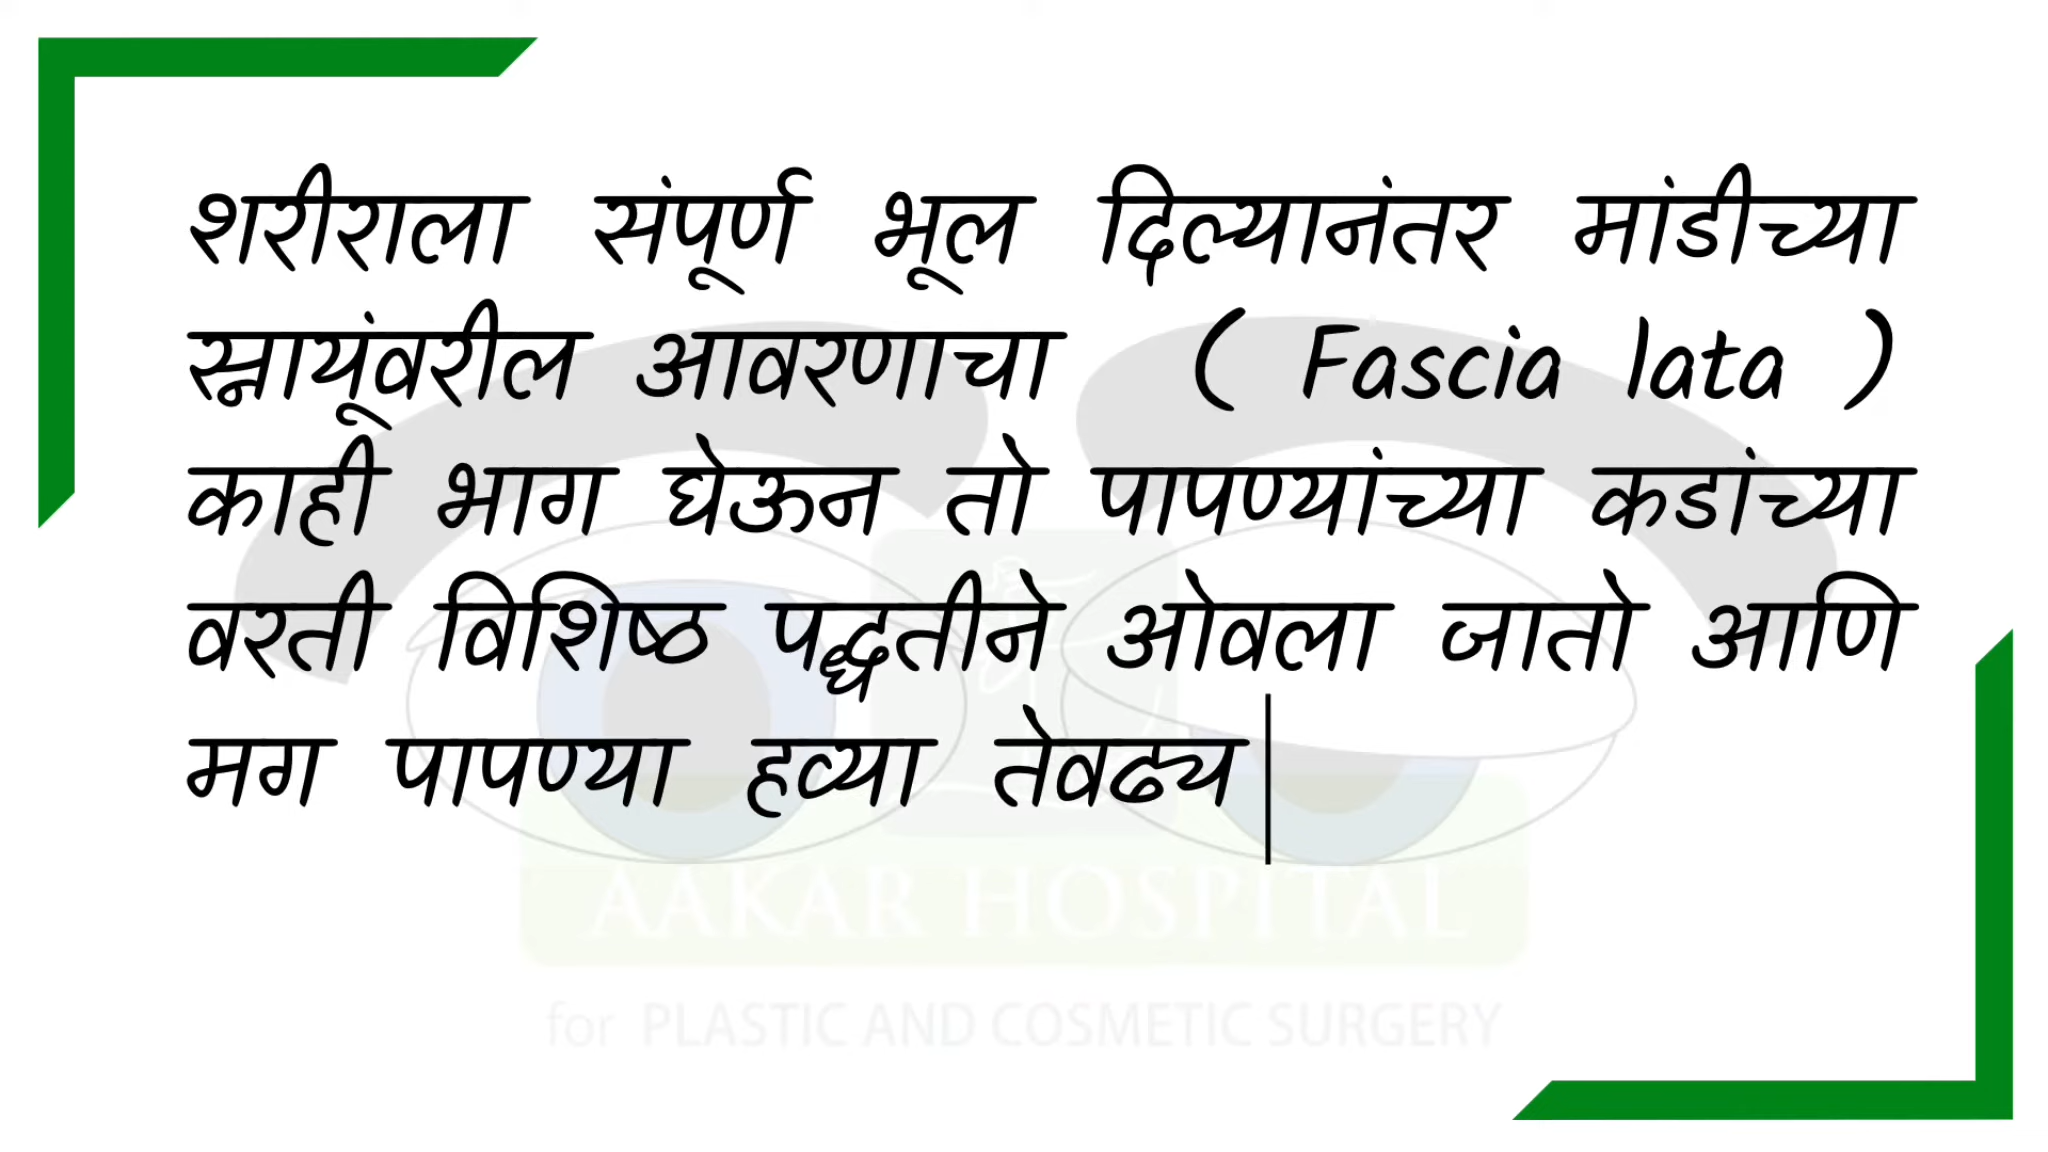 शरीराला संपूर्ण भूल दिल्यानंतर मांडीच्या
स्नायूंवरील आवरणाचा ( Fascia lata )
काही भाग घेऊन तो पापण्यांच्या कडांच्या
वरती विशिष्ठ पद्धतीने ओवला जातो आणि
मग पापण्या हव्या तेवढ्य
AAKAR HOSPITAL
for PLASTIC AND COSMETIC SURGERY